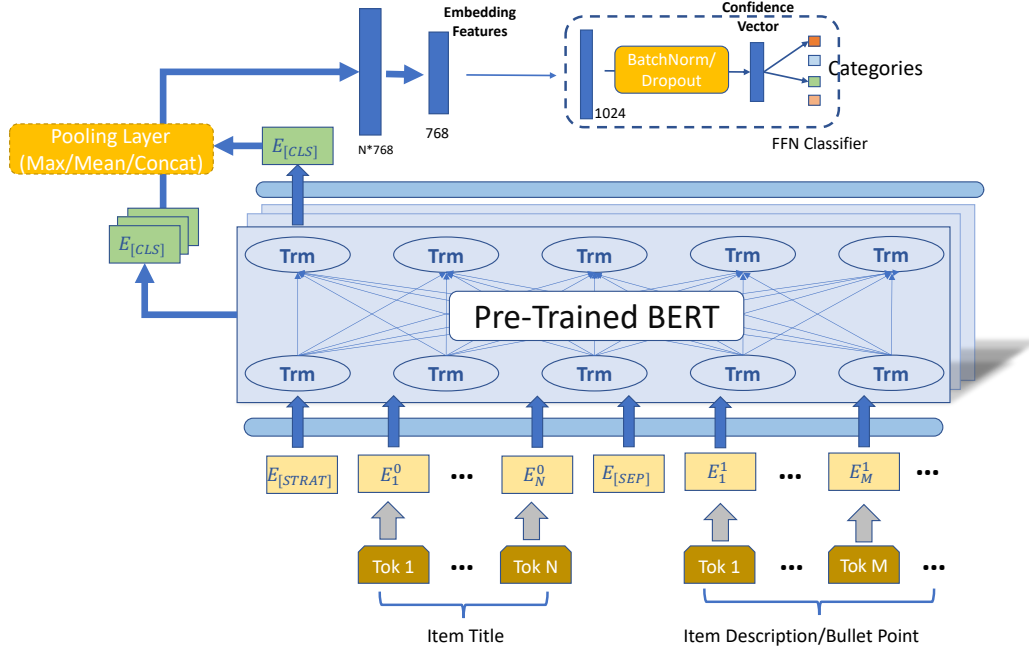 Embedding
Features
Confidence
Vector
BatchNorm/
Dropout
Categories
1024
768
N*768
FFN Classifier
Pooling Layer
(Max/Mean/Concat)
E[CLS]
E[CLS]
Trm Trm Trm Trm Trm
Pre-Trained BERT
Trm Trm Trm Trm Trm
E[STRAT] E₁⁰ ... E_N⁰ E[SEP] E₁¹ ... E_M¹ ...
Tok 1 ... Tok N Tok 1 ... Tok M ...
Item Title
Item Description/Bullet Point